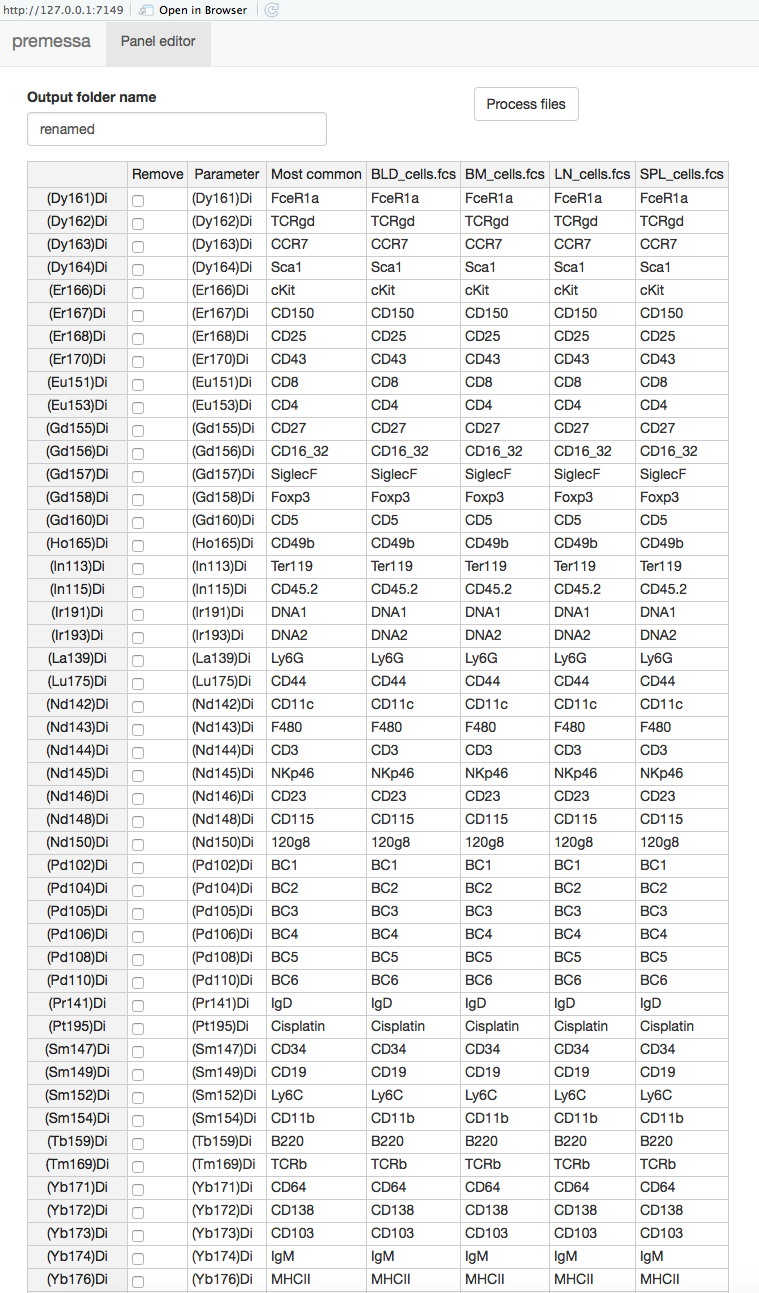 http://127.0.0.1:7149 Open in Browser
premessa Panel editor
Output folder name
Process files
renamed
Remove Parameter Most common BLD_cells.fcs BM_cells.fcs LN_cells.fcs SPL_cells.fcs
(Dy161)Di (Dy161)Di FceR1a FceR1a FceR1a FceR1a FceR1a
(Dy162)Di (Dy162)Di TCRgd TCRgd TCRgd TCRgd TCRgd
(Dy163)Di (Dy163)Di CCR7 CCR7 CCR7 CCR7 CCR7
(Dy164)Di (Dy164)Di Sca1 Sca1 Sca1 Sca1 Sca1
(Er166)Di (Er166)Di cKit cKit cKit cKit cKit
(Er167)Di (Er167)Di CD150 CD150 CD150 CD150 CD150
(Er168)Di (Er168)Di CD25 CD25 CD25 CD25 CD25
(Er170)Di (Er170)Di CD43 CD43 CD43 CD43 CD43
(Eu151)Di (Eu151)Di CD8 CD8 CD8 CD8 CD8
(Eu153)Di (Eu153)Di CD4 CD4 CD4 CD4 CD4
(Gd155)Di (Gd155)Di CD27 CD27 CD27 CD27 CD27
(Gd156)Di (Gd156)Di CD16_32 CD16_32 CD16_32 CD16_32 CD16_32
(Gd157)Di (Gd157)Di SiglecF SiglecF SiglecF SiglecF SiglecF
(Gd158)Di (Gd158)Di Foxp3 Foxp3 Foxp3 Foxp3 Foxp3
(Gd160)Di (Gd160)Di CD5 CD5 CD5 CD5 CD5
(Ho165)Di (Ho165)Di CD49b CD49b CD49b CD49b CD49b
(In113)Di (In113)Di Ter119 Ter119 Ter119 Ter119 Ter119
(In115)Di (In115)Di CD45.2 CD45.2 CD45.2 CD45.2 CD45.2
(Ir191)Di (Ir191)Di DNA1 DNA1 DNA1 DNA1 DNA1
(Ir193)Di (Ir193)Di DNA2 DNA2 DNA2 DNA2 DNA2
(La139)Di (La139)Di Ly6G Ly6G Ly6G Ly6G Ly6G
(Lu175)Di (Lu175)Di CD44 CD44 CD44 CD44 CD44
(Nd142)Di (Nd142)Di CD11c CD11c CD11c CD11c CD11c
(Nd143)Di (Nd143)Di F480 F480 F480 F480 F480
(Nd144)Di (Nd144)Di CD3 CD3 CD3 CD3 CD3
(Nd145)Di (Nd145)Di NKp46 NKp46 NKp46 NKp46 NKp46
(Nd146)Di (Nd146)Di CD23 CD23 CD23 CD23 CD23
(Nd148)Di (Nd148)Di CD115 CD115 CD115 CD115 CD115
(Nd150)Di (Nd150)Di 120g8 120g8 120g8 120g8 120g8
(Pd102)Di (Pd102)Di BC1 BC1 BC1 BC1 BC1
(Pd104)Di (Pd104)Di BC2 BC2 BC2 BC2 BC2
(Pd105)Di (Pd105)Di BC3 BC3 BC3 BC3 BC3
(Pd106)Di (Pd106)Di BC4 BC4 BC4 BC4 BC4
(Pd108)Di (Pd108)Di BC5 BC5 BC5 BC5 BC5
(Pd110)Di (Pd110)Di BC6 BC6 BC6 BC6 BC6
(Pr141)Di (Pr141)Di IgD IgD IgD IgD IgD
(Pt195)Di (Pt195)Di Cisplatin Cisplatin Cisplatin Cisplatin Cisplatin
(Sm147)Di (Sm147)Di CD34 CD34 CD34 CD34 CD34
(Sm149)Di (Sm149)Di CD19 CD19 CD19 CD19 CD19
(Sm152)Di (Sm152)Di Ly6C Ly6C Ly6C Ly6C Ly6C
(Sm154)Di (Sm154)Di CD11b CD11b CD11b CD11b CD11b
(Tb159)Di (Tb159)Di B220 B220 B220 B220 B220
(Tm169)Di (Tm169)Di TCRb TCRb TCRb TCRb TCRb
(Yb171)Di (Yb171)Di CD64 CD64 CD64 CD64 CD64
(Yb172)Di (Yb172)Di CD138 CD138 CD138 CD138 CD138
(Yb173)Di (Yb173)Di CD103 CD103 CD103 CD103 CD103
(Yb174)Di (Yb174)Di IgM IgM IgM IgM IgM
(Yb176)Di (Yb176)Di MHCII MHCII MHCII MHCII MHCII